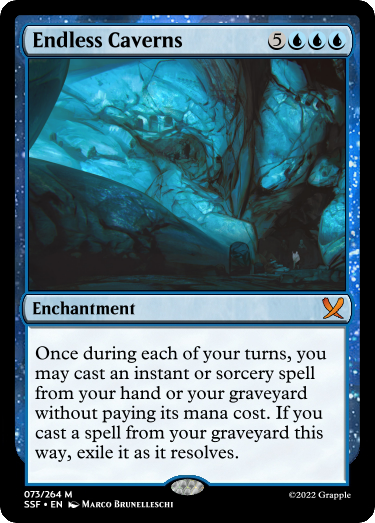 Endless Caverns 5
Enchantment
Once during each of your turns, you
may cast an instant or sorcery spell
from your hand or your graveyard
without paying its mana cost. If you
cast a spell from your graveyard this
way, exile it as it resolves.
073/264 M
SSF • EN Marco Brunelleschi
©2022 Grapple